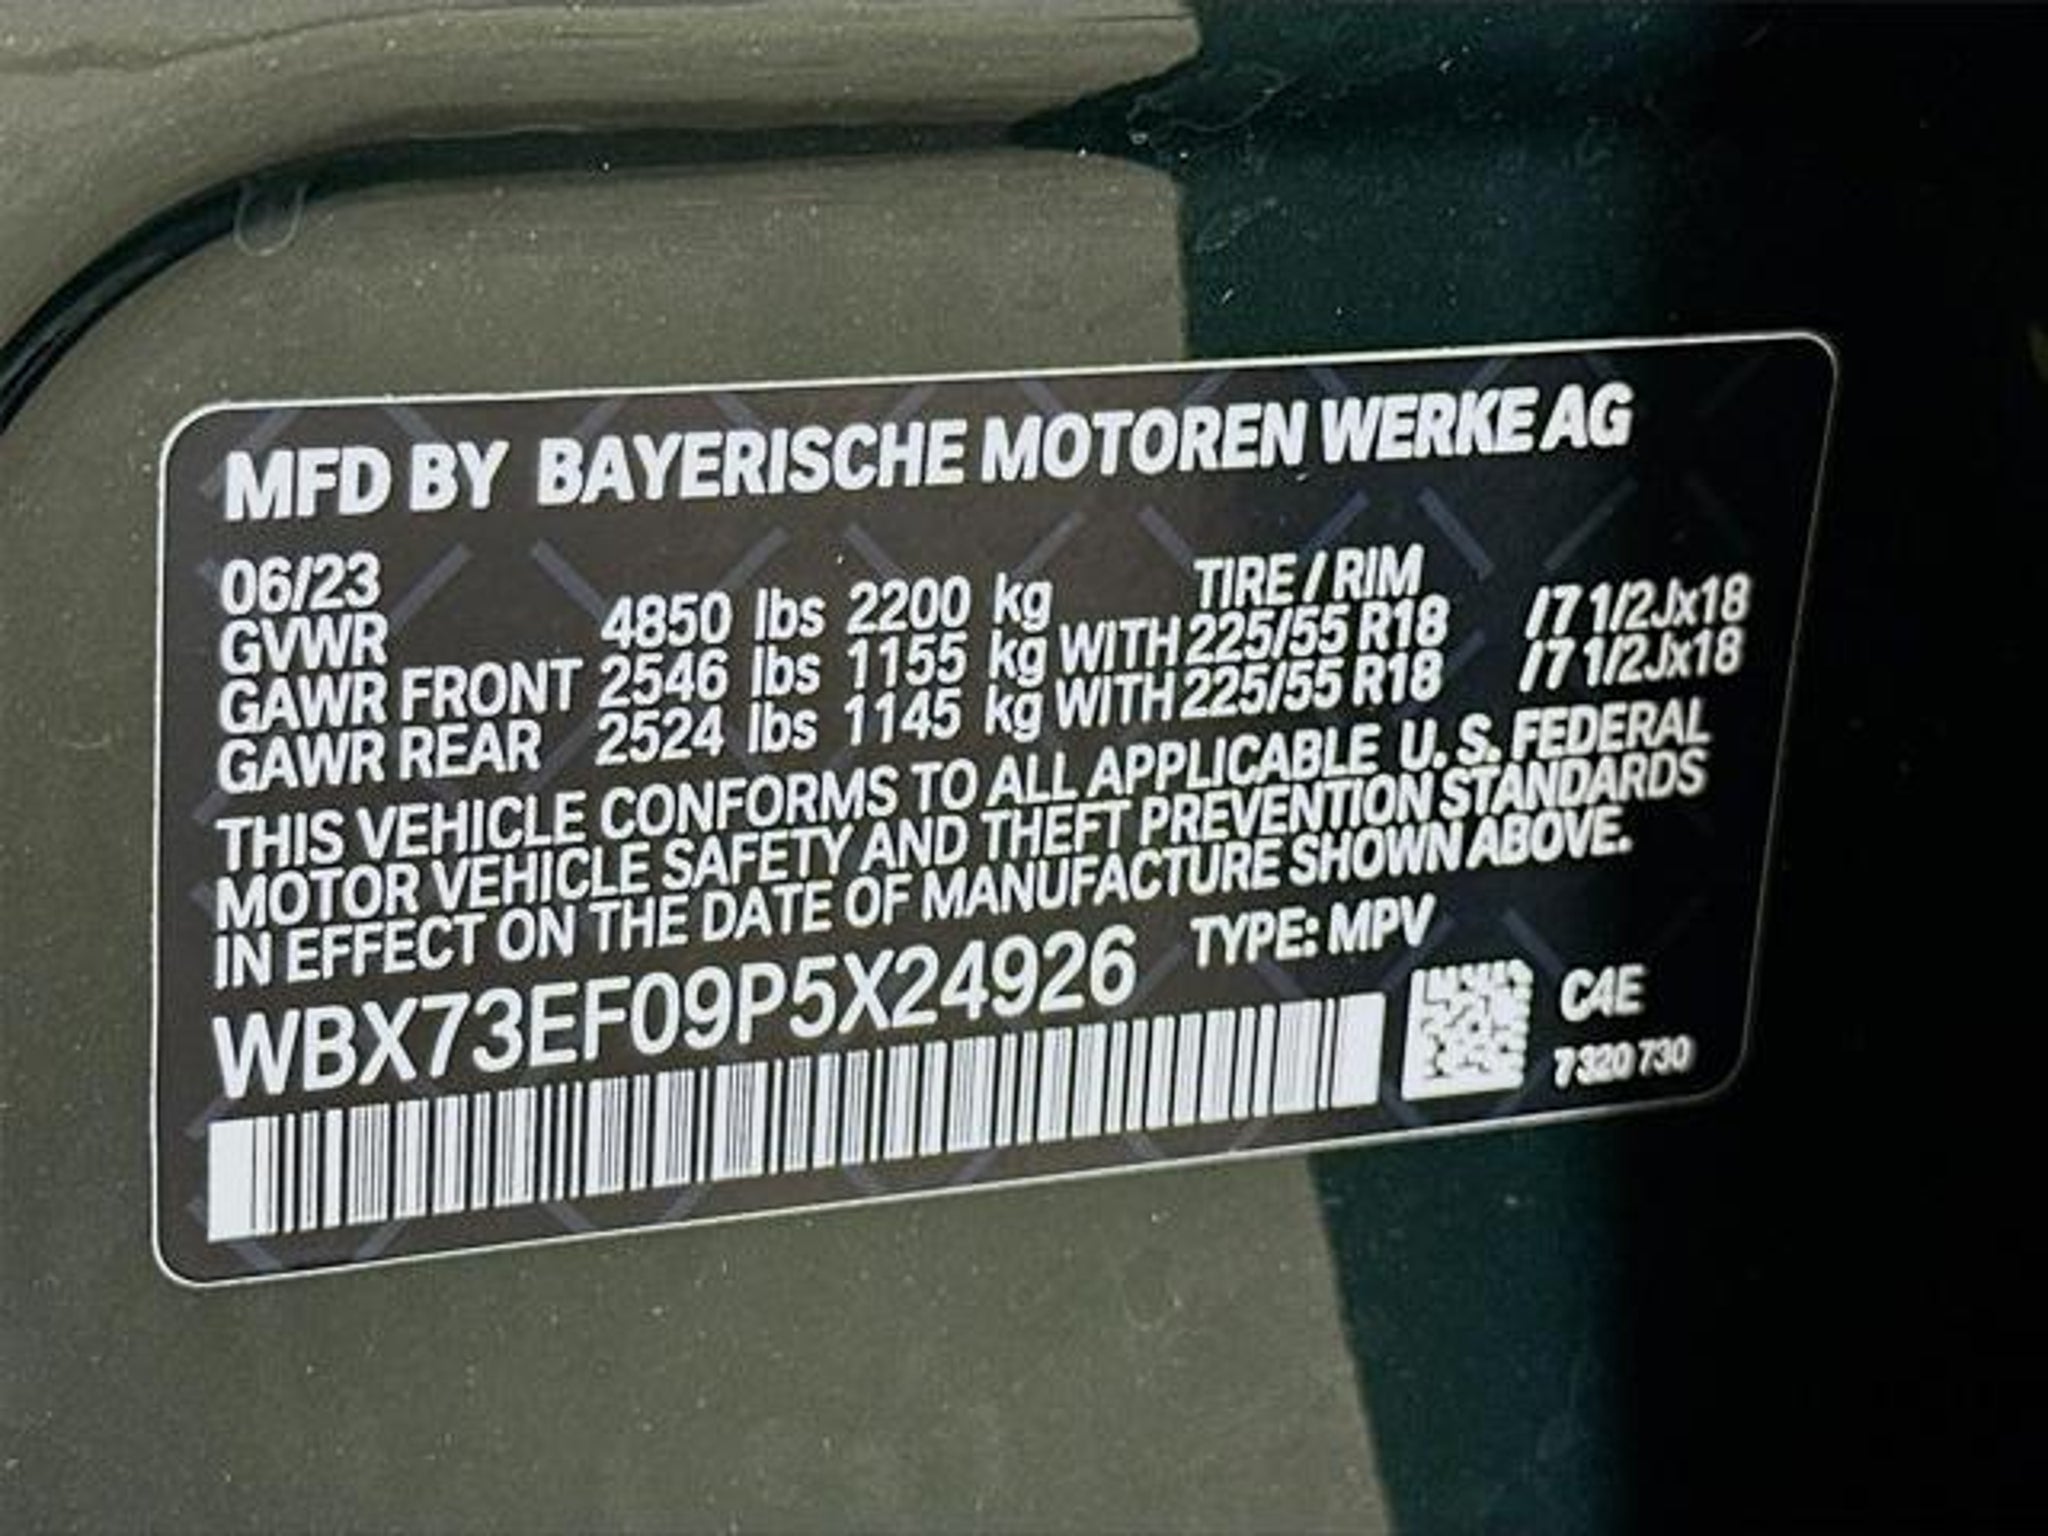 MFD BY BAYERISCHE MOTOREN WERKE AG
06/23 TIRE / RIM
GVWR 4850 lbs 2200 kg
GAWR FRONT 2546 lbs 1155 kg WITH 225/55 R18 /7 1/2Jx18
GAWR REAR 2524 lbs 1145 kg WITH 225/55 R18 /7 1/2Jx18
THIS VEHICLE CONFORMS TO ALL APPLICABLE U.S. FEDERAL
MOTOR VEHICLE SAFETY AND THEFT PREVENTION STANDARDS
IN EFFECT ON THE DATE OF MANUFACTURE SHOWN ABOVE.
WBX73EF09P5X24926 TYPE: MPV
C4E
7 320 730